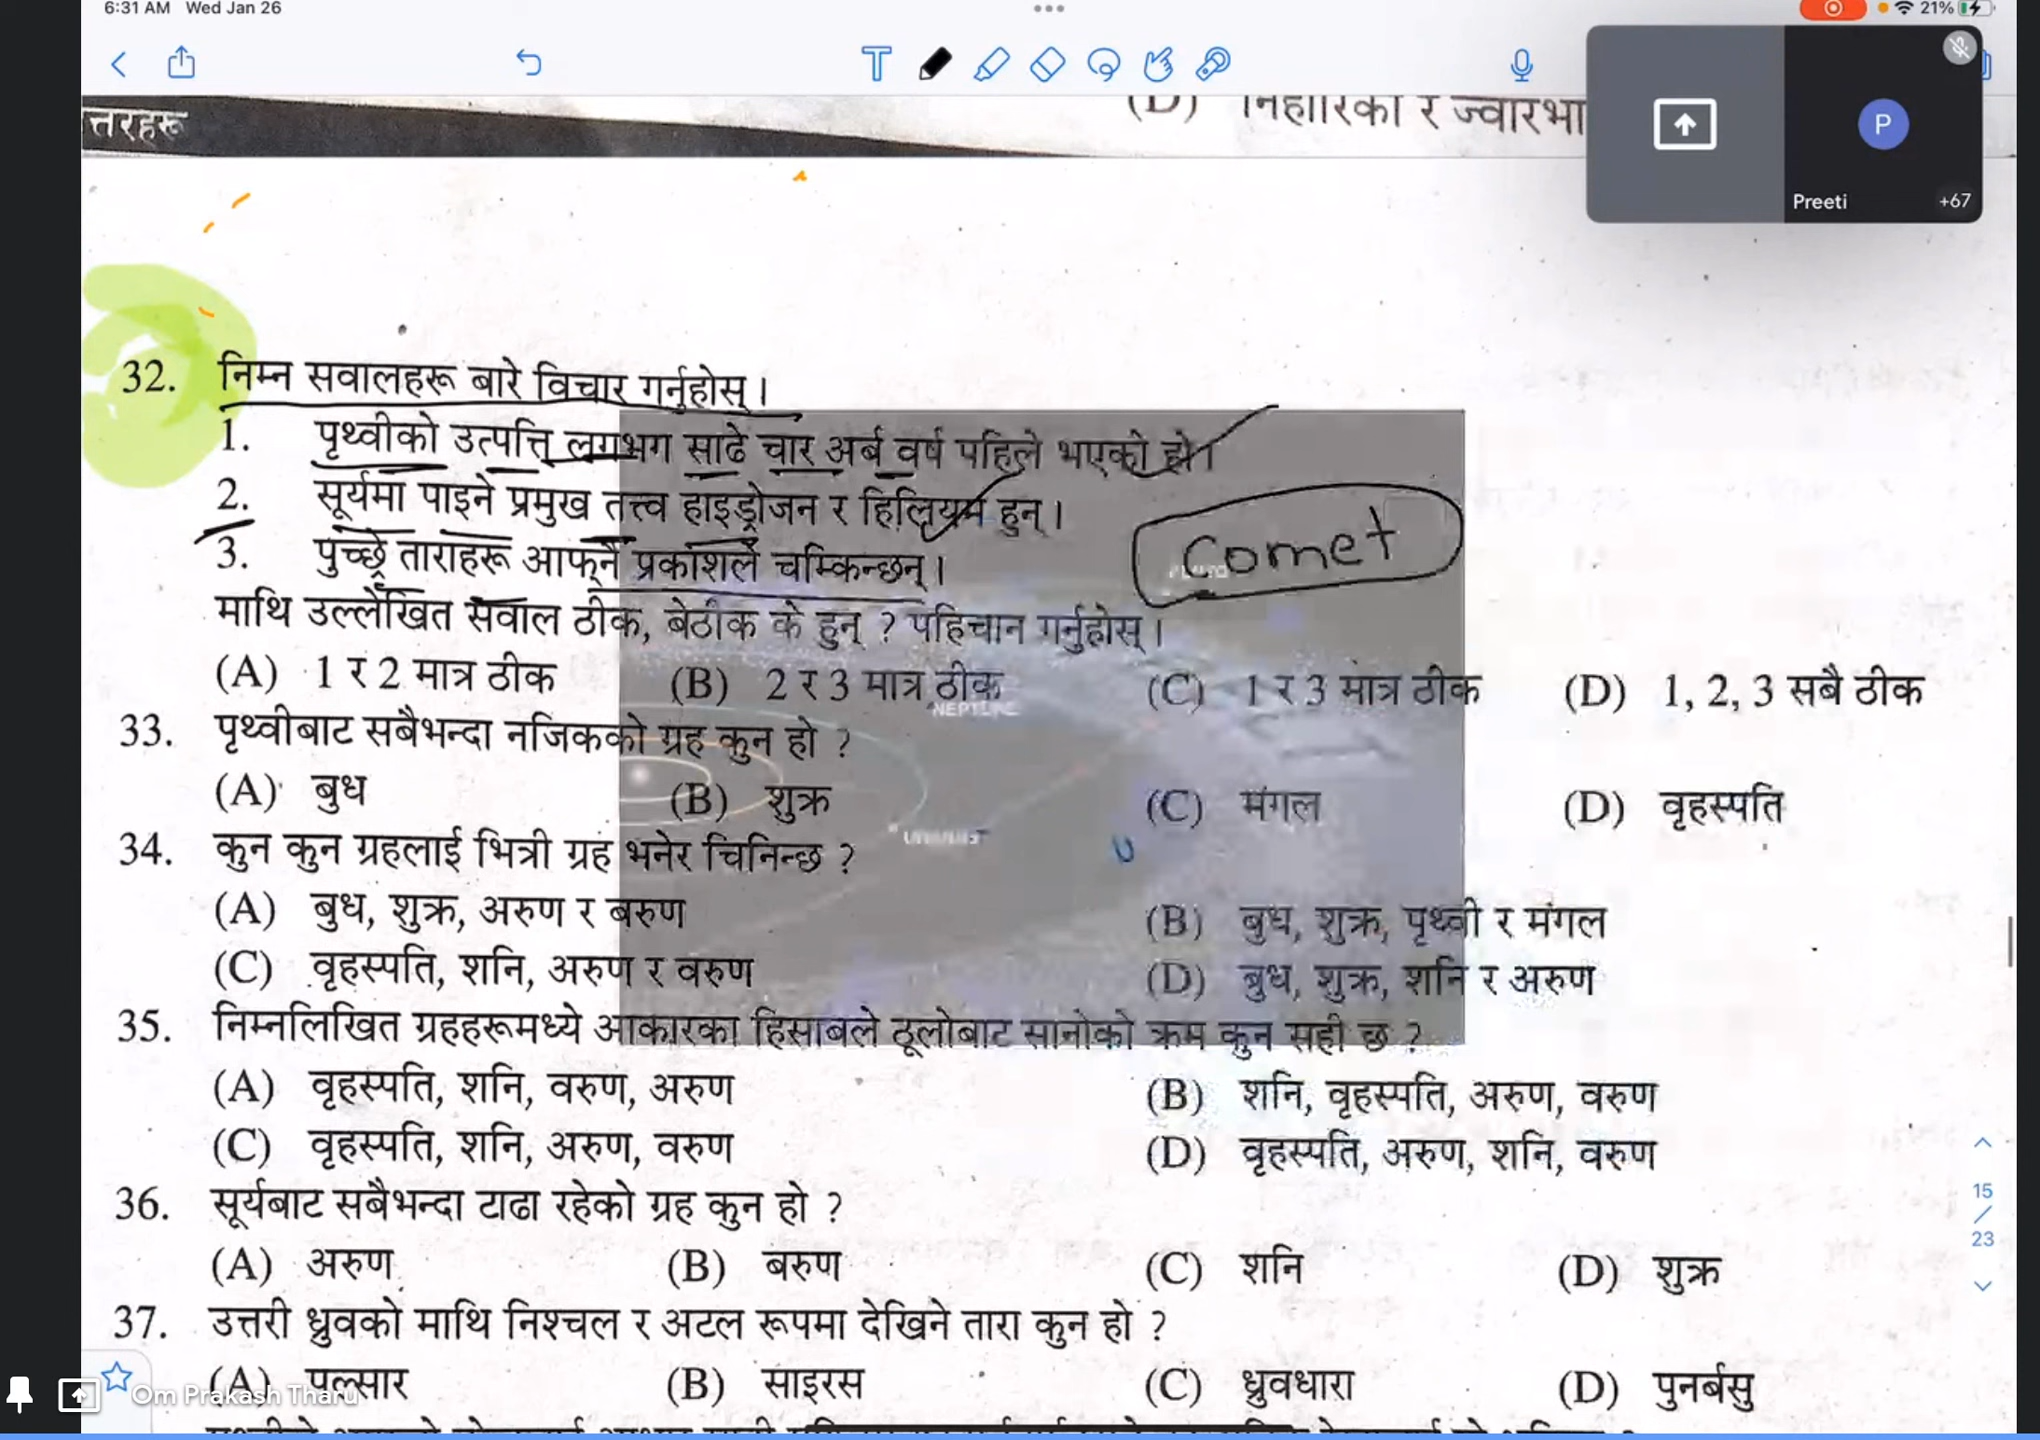 6:31 AM Wed Jan 26
21%
T
(D) निहारिका र ज्वारभा
त्तरहरू
P
Preeti
+67
32. निम्न सवालहरू बारे विचार गर्नुहोस् ।
1. पृथ्वीको उत्पत्ति लगभग साढे चार अर्ब वर्ष पहिले भएको हो ।
2. सूर्यमा पाइने प्रमुख तत्त्व हाइड्रोजन र हिलियम हुन् ।
Comet
3. पुच्छ्रे ताराहरू आफ्नै प्रकाशले चम्किन्छन् ।
PLUTO
माथि उल्लेखित सवाल ठीक, बेठीक के हुन् ? पहिचान गर्नुहोस् ।
(A) 1 र 2 मात्र ठीक (B) 2 र 3 मात्र ठीक (C) 1 र 3 मात्र ठीक (D) 1, 2, 3 सबै ठीक
NEPTUNE
33. पृथ्वीबाट सबैभन्दा नजिकको ग्रह कुन हो ?
(A) बुध (B) शुक्र (C) मंगल (D) वृहस्पति
34. कुन कुन ग्रहलाई भित्री ग्रह भनेर चिनिन्छ ?
(A) बुध, शुक्र, अरुण र बरुण (B) बुध, शुक्र, पृथ्वी र मंगल
(C) वृहस्पति, शनि, अरुण र वरुण (D) बुध, शुक्र, शनि र अरुण
35. निम्नलिखित ग्रहहरूमध्ये आकारका हिसाबले ठूलोबाट सानोको क्रम कुन सही छ ?
(A) वृहस्पति, शनि, वरुण, अरुण (B) शनि, वृहस्पति, अरुण, वरुण
(C) वृहस्पति, शनि, अरुण, वरुण (D) वृहस्पति, अरुण, शनि, वरुण
36. सूर्यबाट सबैभन्दा टाढा रहेको ग्रह कुन हो ?
15
/
23
(A) अरुण (B) बरुण (C) शनि (D) शुक्र
37. उत्तरी ध्रुवको माथि निश्चल र अटल रूपमा देखिने तारा कुन हो ?
(A) पल्सार (B) साइरस (C) ध्रुवधारा (D) पुनर्बसु
Om Prakash Tharu